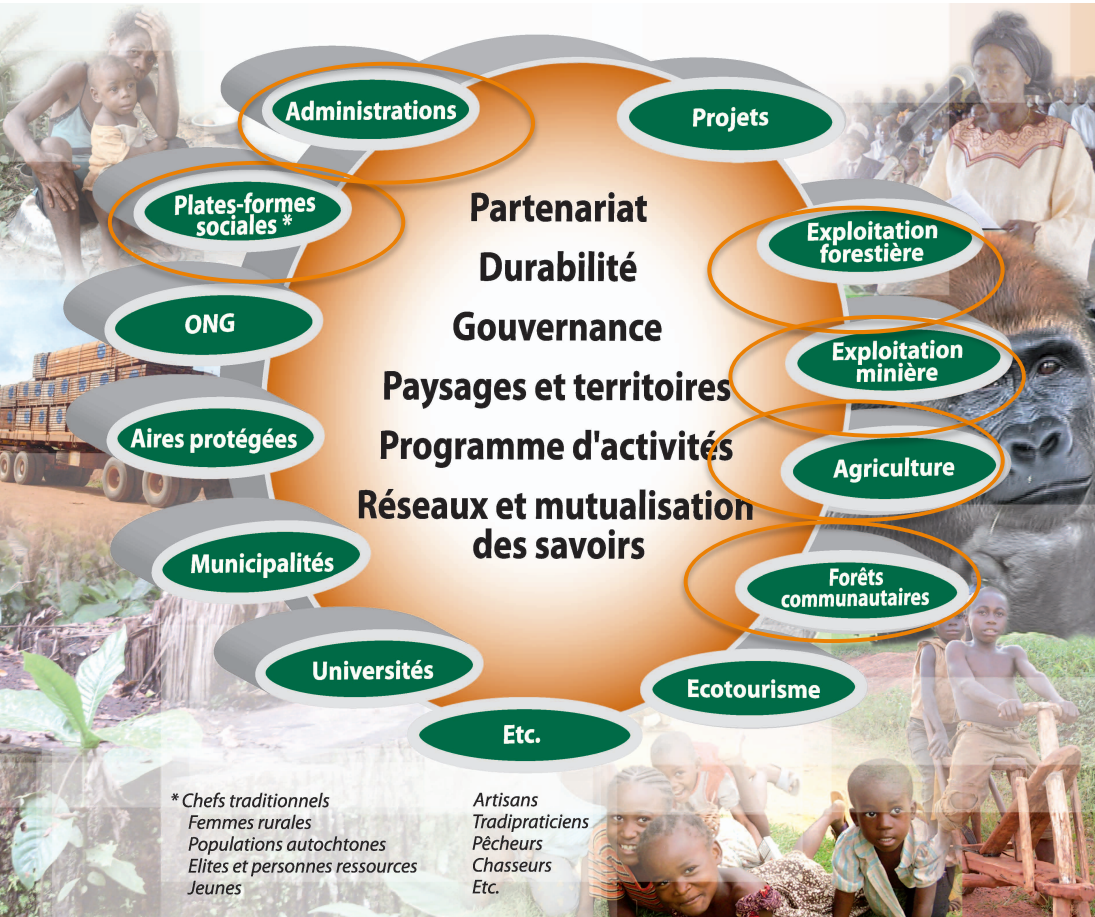 Administrations
Projets
Plates-formes
sociales *
Exploitation
forestière
ONG
Exploitation
minière
Aires protégées
Agriculture
Municipalités
Forêts
communautaires
Universités
Ecotourisme
Etc.
Partenariat
Durabilité
Gouvernance
Paysages et territoires
Programme d'activités
Réseaux et mutualisation
des savoirs
* Chefs traditionnels
Femmes rurales
Populations autochtones
Elites et personnes ressources
Jeunes
Artisans
Tradipraticiens
Pêcheurs
Chasseurs
Etc.